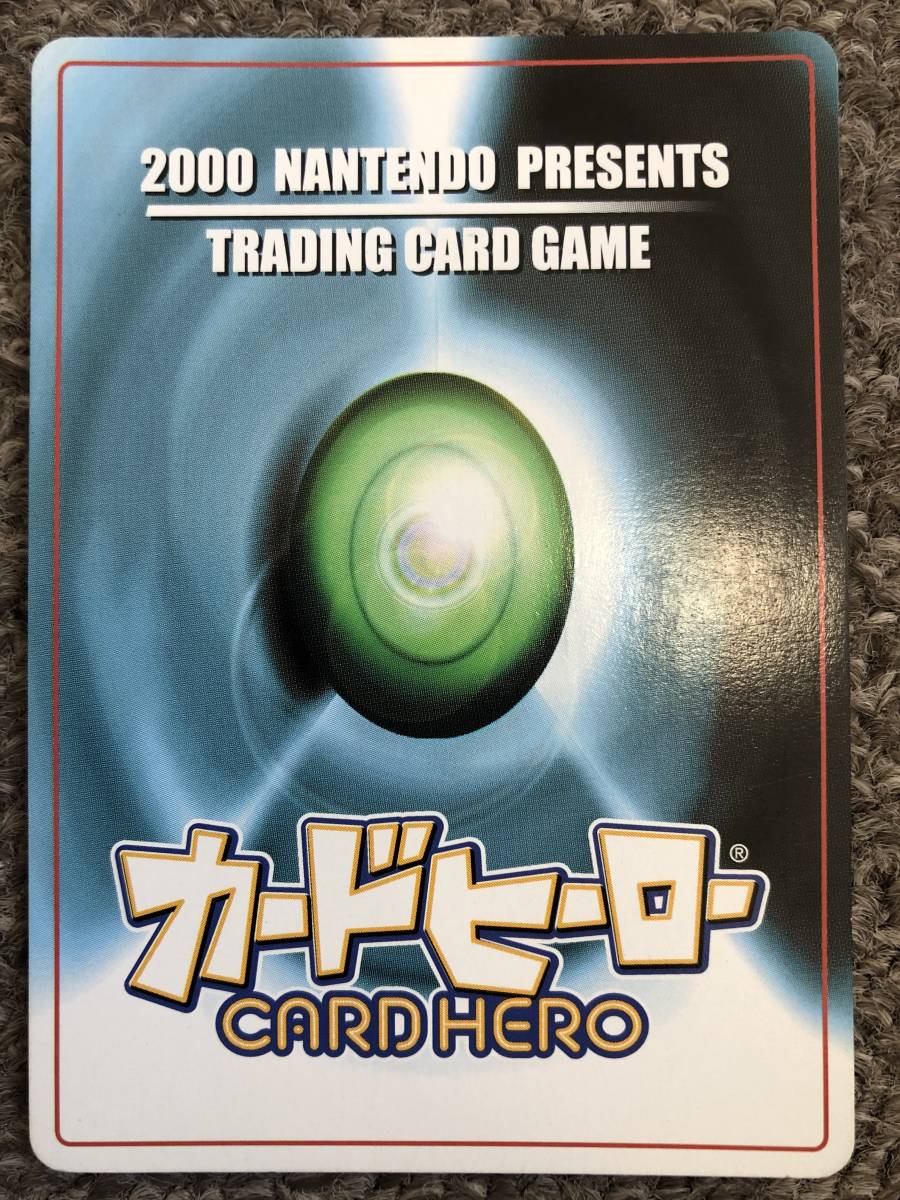 2000 NANTENDO PRESENTS
TRADING CARD GAME
カードヒーロー®
CARD HERO